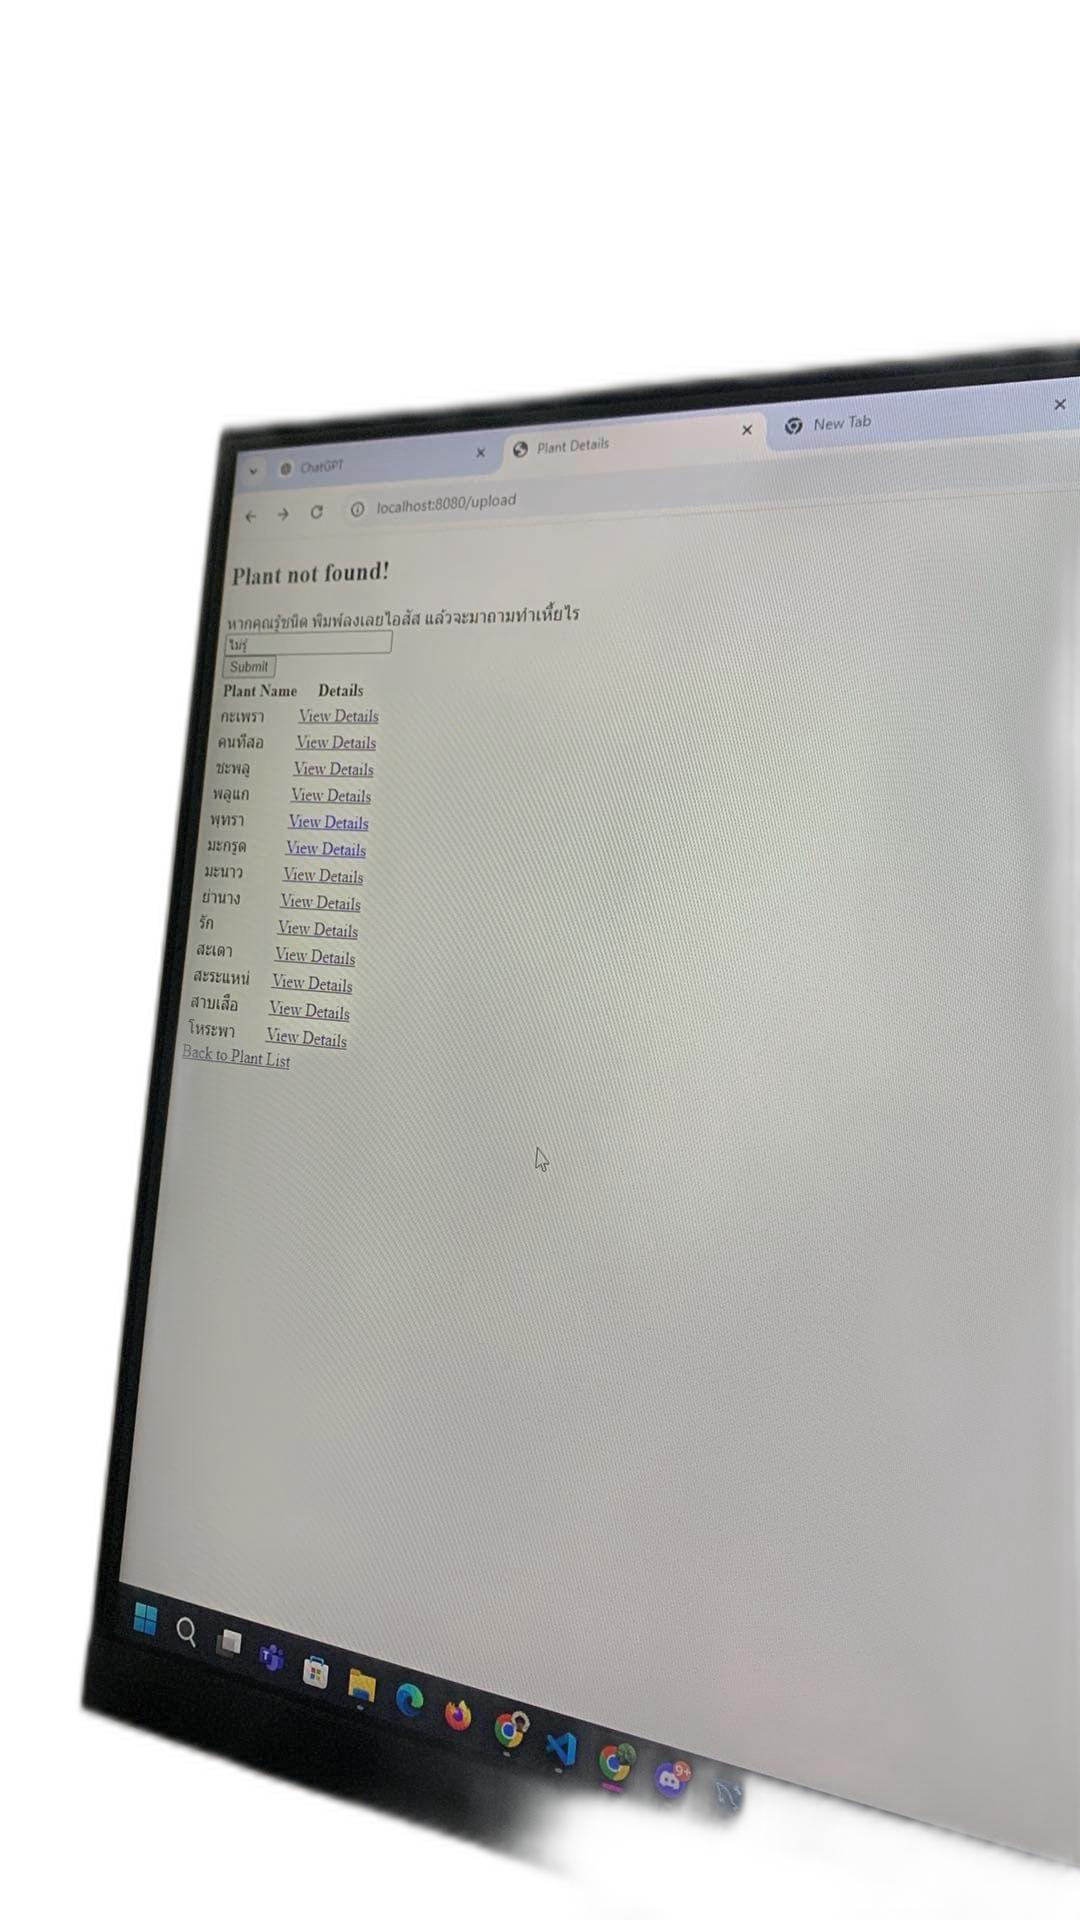 ChatGPT
Plant Details
New Tab
localhost:8080/upload
Plant not found!
หากคุณรู้ชนิด พิมพ์ลงเลยไอสัส แล้วจะมาถามทำเหี้ยไร
ไม่รู้
Submit
Plant Name Details
กะเพรา View Details
คนทีสอ View Details
ชะพลู View Details
พลูแก View Details
พุทรา View Details
มะกรูด View Details
มะนาว View Details
ย่านาง View Details
รัก View Details
สะเดา View Details
สะระแหน่ View Details
สาบเสือ View Details
โหระพา View Details
Back to Plant List
9+